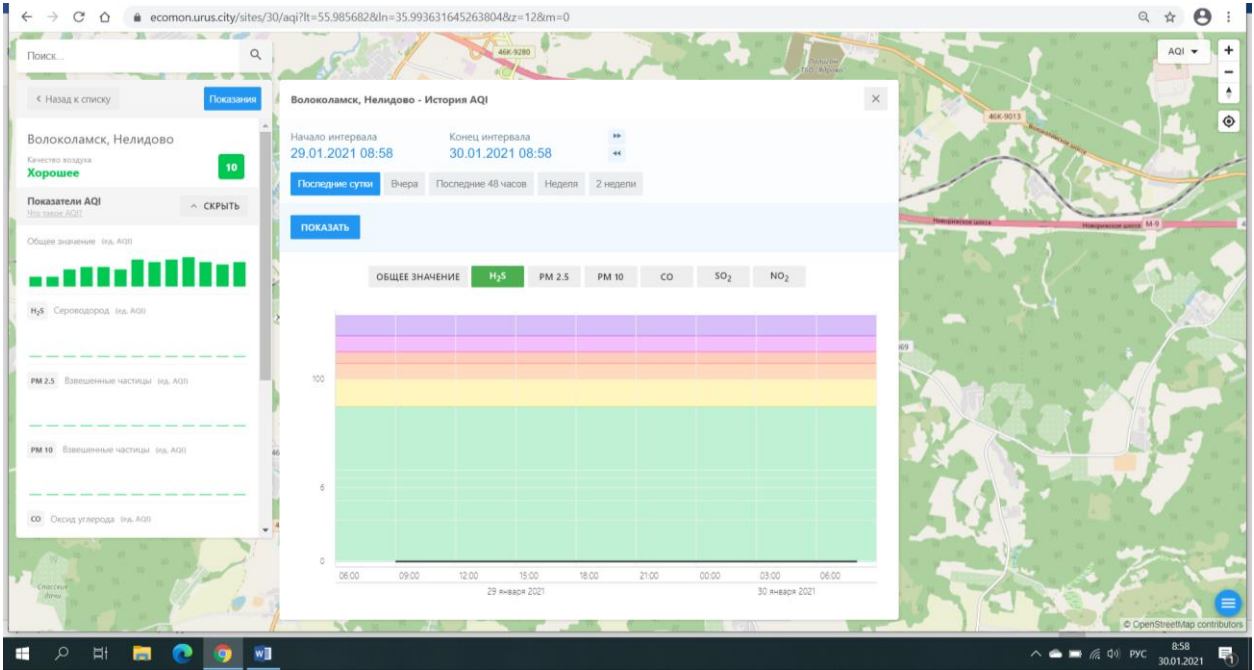 ecomon.urus.city/sites/30/aqi?lt=55.985682&ln=35.993631645263804&z=12&m=0
Поиск...
46К-9280
AQI
Назад к списку
Показания
Волоколамск, Нелидово - История AQI
Волоколамск, Нелидово
Качество воздуха
Хорошее
10
Начало интервала
Конец интервала
29.01.2021 08:58
30.01.2021 08:58
Последние сутки
Вчера
Последние 48 часов
Неделя
2 недели
Показатели AQI
Что такое AQI?
СКРЫТЬ
ПОКАЗАТЬ
Общее значение (ед. AQI)
ОБЩЕЕ ЗНАЧЕНИЕ
H₂S
PM 2.5
PM 10
CO
SO₂
NO₂
H₂S Сероводород (ед. AQI)
PM 2.5 Взвешенные частицы (ед. AQI)
PM 10 Взвешенные частицы (ед. AQI)
CO Оксид углерода (ед. AQI)
100
6
0
06:00
09:00
12:00
15:00
18:00
21:00
00:00
03:00
06:00
29 января 2021
30 января 2021
46К-9013
Волоколамское шоссе
Новорижское шоссе
Новорижское шоссе
М-9
Спасские
дачи
© OpenStreetMap contributors
РУС
8:58
30.01.2021